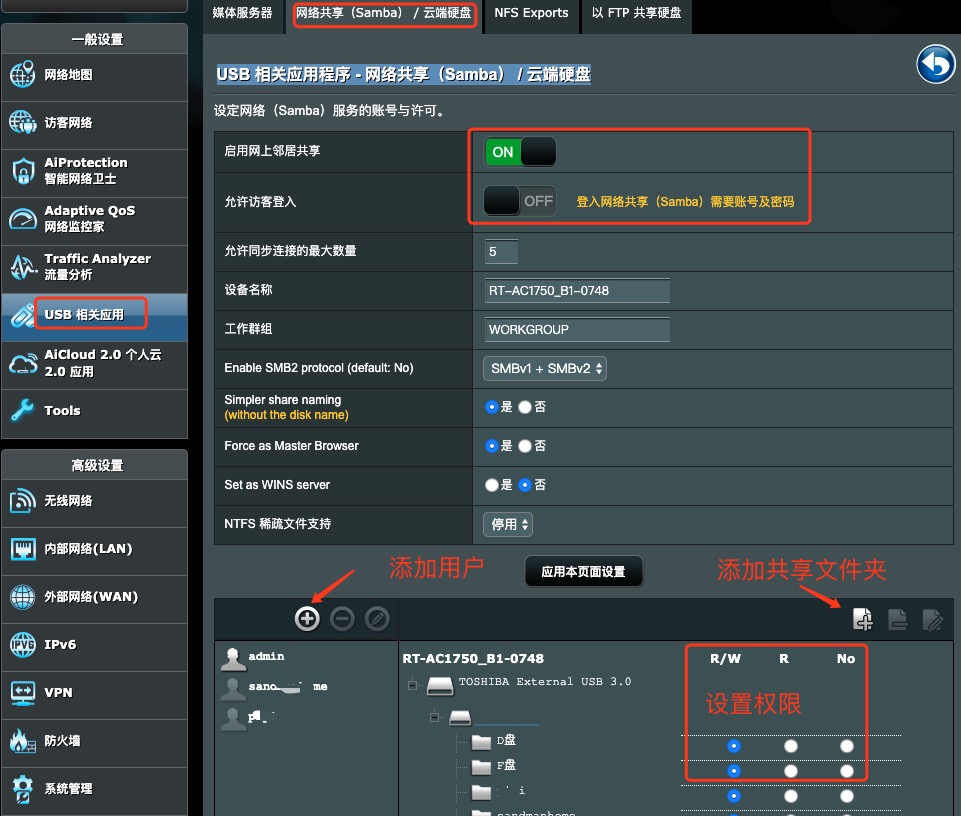 媒体服务器
网络共享（Samba） / 云端硬盘
NFS Exports
以 FTP 共享硬盘
一般设置
网络地图
访客网络
AiProtection
智能网络卫士
Adaptive QoS
网络监控家
Traffic Analyzer
流量分析
USB 相关应用
AiCloud 2.0 个人云
2.0 应用
Tools
高级设置
无线网络
内部网络(LAN)
外部网络(WAN)
IPv6
VPN
防火墙
系统管理
USB 相关应用程序 - 网络共享（Samba） / 云端硬盘
设定网络（Samba）服务的账号与许可。
启用网上邻居共享
ON
允许访客登入
OFF
登入网络共享（Samba）需要账号及密码
允许同步连接的最大数量
5
设备名称
RT-AC1750_B1-0748
工作群组
WORKGROUP
Enable SMB2 protocol (default: No)
SMBv1 + SMBv2
Simpler share naming
(without the disk name)
是 否
Force as Master Browser
是 否
Set as WINS server
是 否
NTFS 稀疏文件支持
停用
添加用户
应用本页面设置
添加共享文件夹
admin
me
RT-AC1750_B1-0748
R/W R No
TOSHIBA External USB 3.0
设置权限
D盘
F盘
i